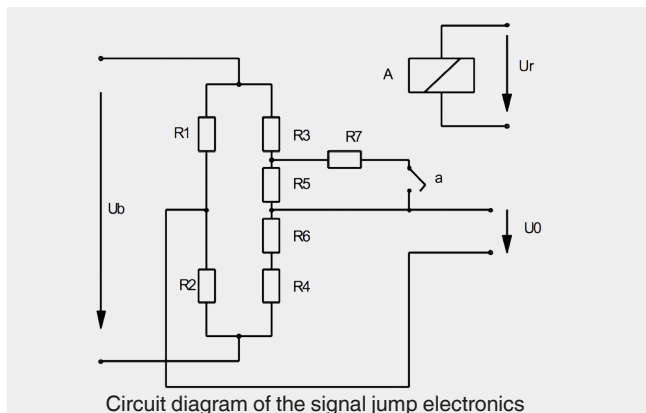 A
Ur
R1
R3
R7
R5
a
Ub
U0
R6
R2
R4
Circuit diagram of the signal jump electronics